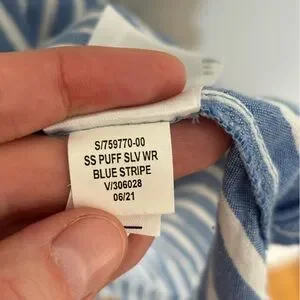 S/759770-00
SS PUFF SLV WR
BLUE STRIPE
V/306028
06/21